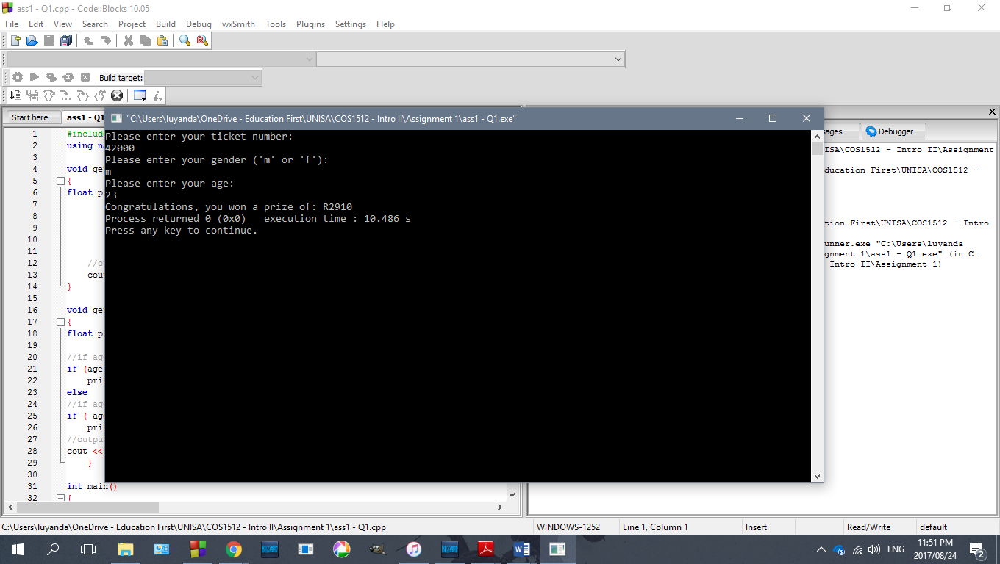 ass1 - Q1.cpp - Code::Blocks 10.05
File Edit View Search Project Build Debug wxSmith Tools Plugins Settings Help
Build target:
Start here
ass1 - Q1
"C:\Users\luyanda\OneDrive - Education First\UNISA\COS1512 - Intro II\Assignment 1\ass1 - Q1.exe"
Please enter your ticket number:
42000
Please enter your gender ('m' or 'f'):
m
Please enter your age:
23
Congratulations, you won a prize of: R2910
Process returned 0 (0x0)   execution time : 10.486 s
Press any key to continue.
1 #includ
2 using n
3
4 void get
5 {
6 float p
7
8
9
10
11
12 //o
13 cou
14 }
15
16 void get
17 {
18 float p
19
20 //if ag
21 if (age
22 pri
23 else
24 //if ag
25 if ( ag
26 pri
27 //outpu
28 cout <<
29 }
30
31 int main()
32 {
sages
Debugger
ISA\COS1512 - Intro II\Assignment
ducation First\UNISA\COS1512 -
tion First\UNISA\COS1512 - Intro
unner.exe "C:\Users\luyanda
gnment 1\ass1 - Q1.exe" (in C:
Intro II\Assignment 1)
C:\Users\luyanda\OneDrive - Education First\UNISA\COS1512 - Intro II\Assignment 1\ass1 - Q1.cpp
WINDOWS-1252
Line 1, Column 1
Insert
Read/Write
default
ENG
11:51 PM
2017/08/24
2